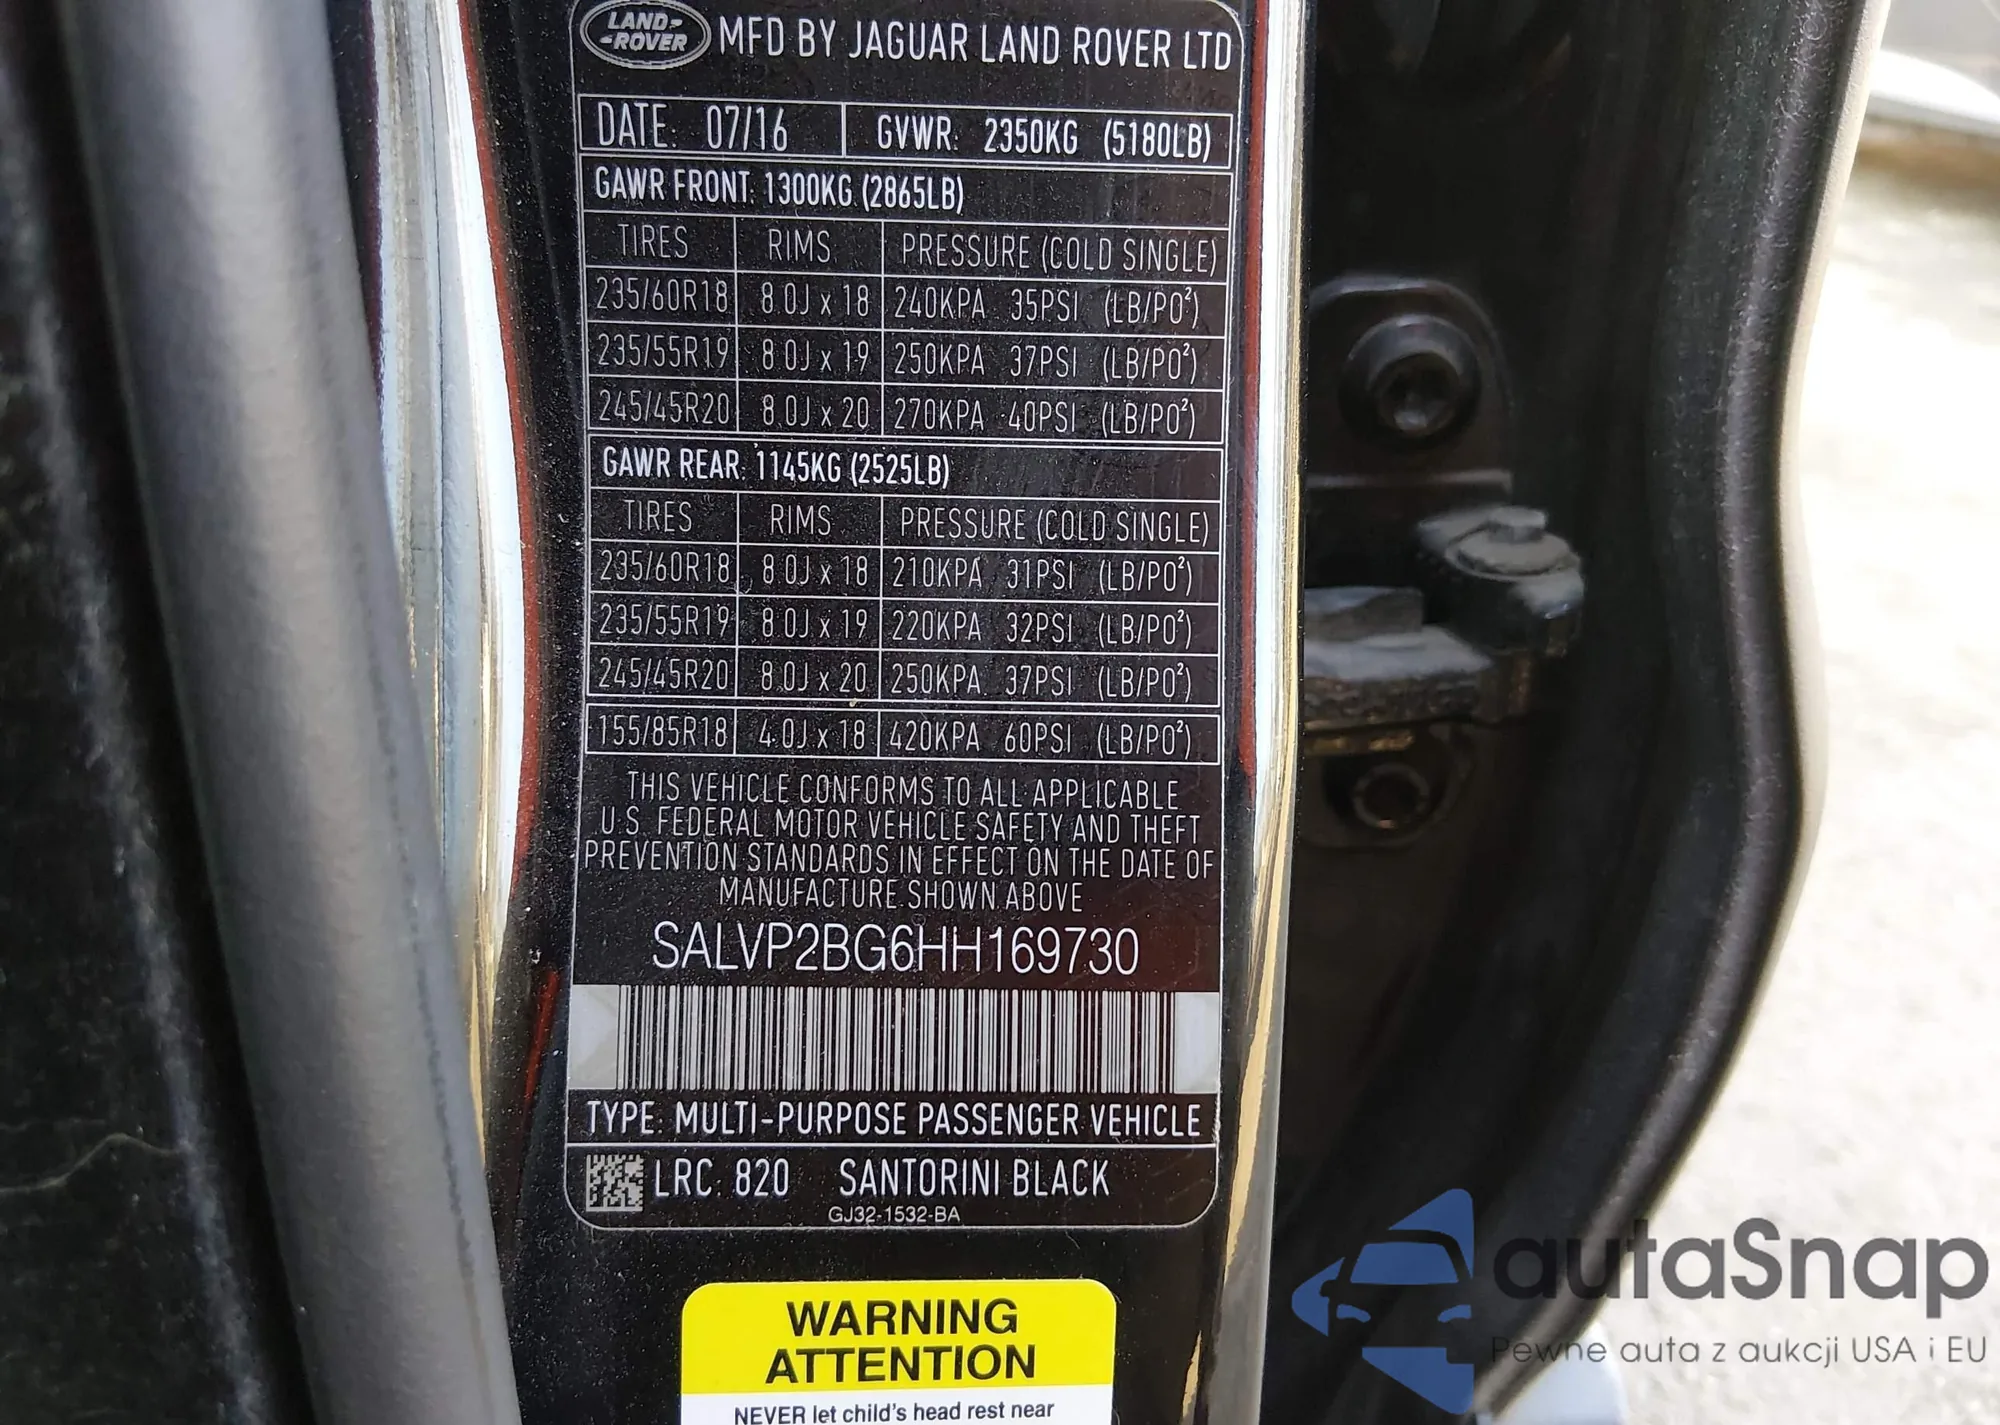 LAND-
-ROVER
MFD BY JAGUAR LAND ROVER LTD
DATE: 07/16 GVWR: 2350KG (5180LB)
GAWR FRONT: 1300KG (2865LB)
TIRES RIMS PRESSURE (COLD SINGLE)
235/60R18 8.0J x 18 240KPA 35PSI (LB/PO²)
235/55R19 8.0J x 19 250KPA 37PSI (LB/PO²)
245/45R20 8.0J x 20 270KPA 40PSI (LB/PO²)
GAWR REAR: 1145KG (2525LB)
TIRES RIMS PRESSURE (COLD SINGLE)
235/60R18 8.0J x 18 210KPA 31PSI (LB/PO²)
235/55R19 8.0J x 19 220KPA 32PSI (LB/PO²)
245/45R20 8.0J x 20 250KPA 37PSI (LB/PO²)
155/85R18 4.0J x 18 420KPA 60PSI (LB/PO²)
THIS VEHICLE CONFORMS TO ALL APPLICABLE
U.S. FEDERAL MOTOR VEHICLE SAFETY AND THEFT
PREVENTION STANDARDS IN EFFECT ON THE DATE OF
MANUFACTURE SHOWN ABOVE
SALVP2BG6HH169730
TYPE: MULTI-PURPOSE PASSENGER VEHICLE
LRC: 820 SANTORINI BLACK
GJ32-1532-BA
WARNING
ATTENTION
NEVER let child's head rest near
autaSnap
Pewne auta z aukcji USA i EU